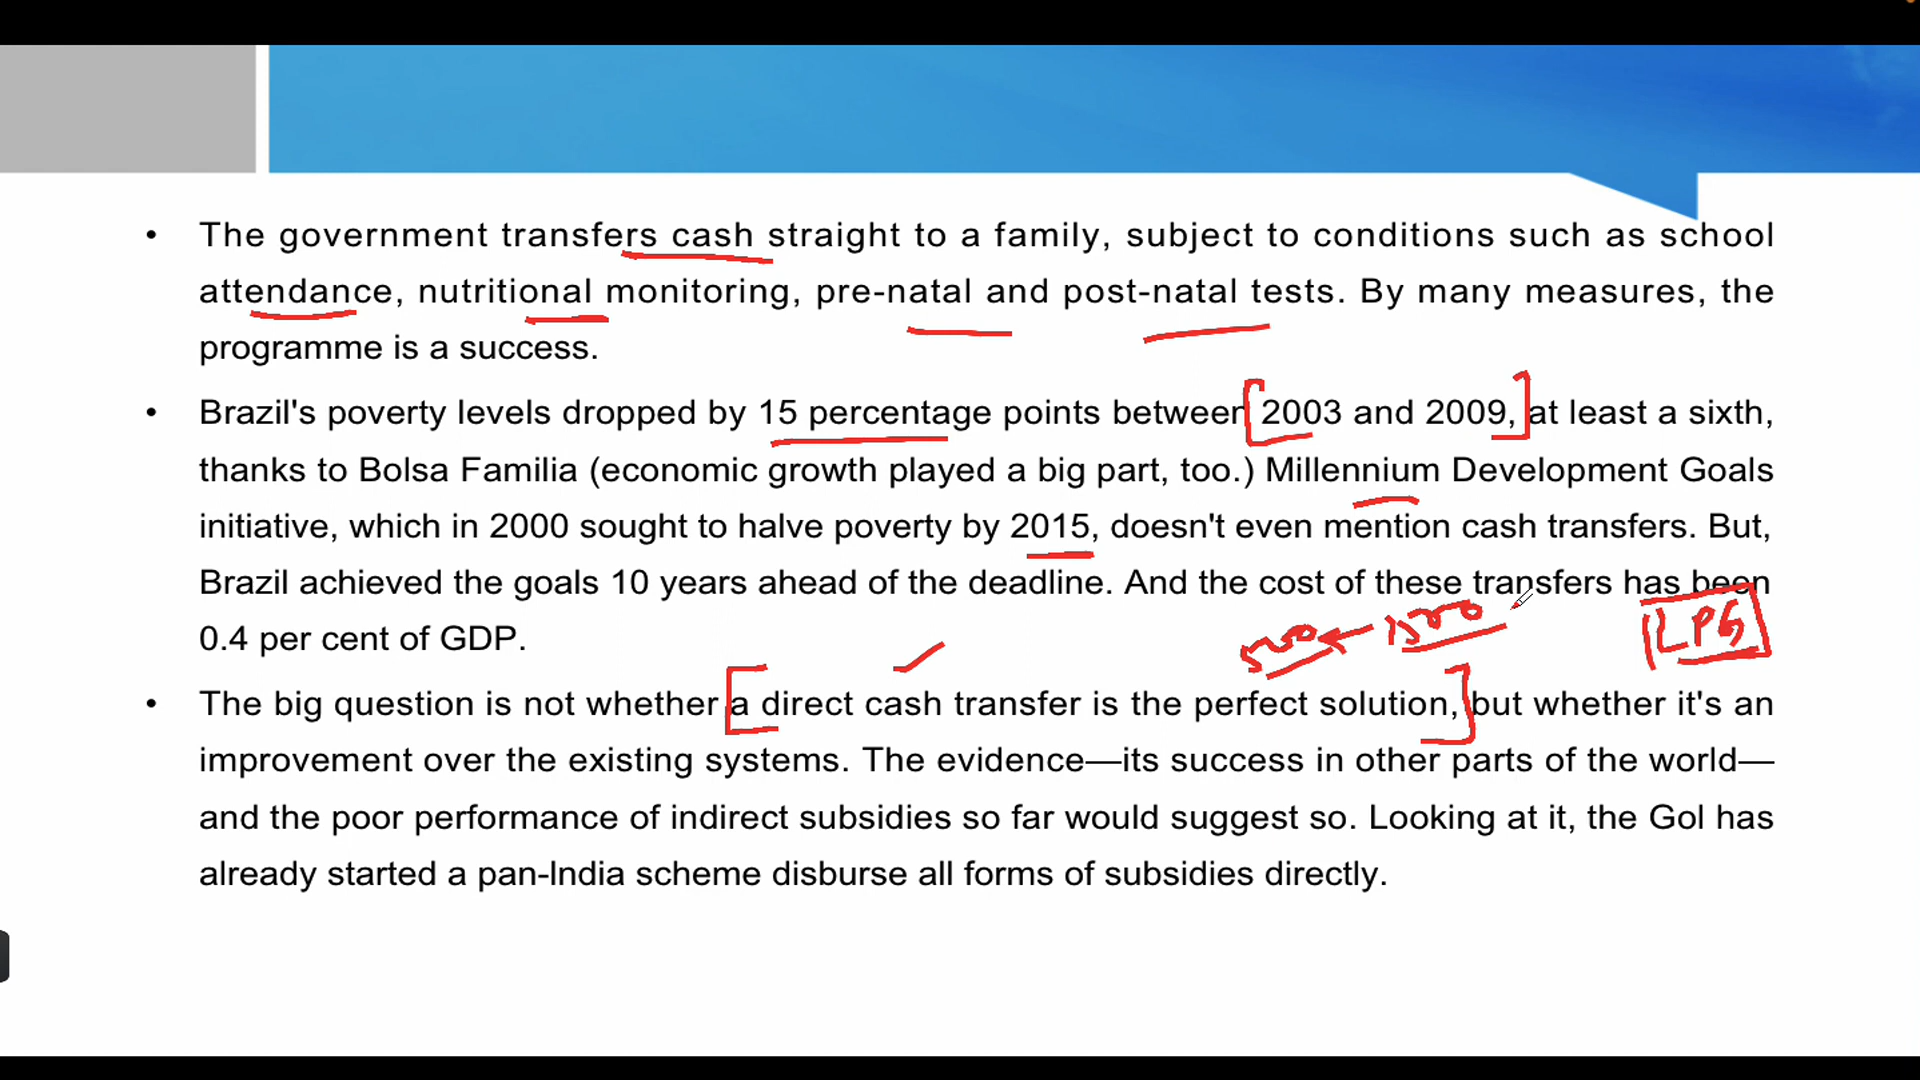 • The government transfers cash straight to a family, subject to conditions such as school
attendance, nutritional monitoring, pre-natal and post-natal tests. By many measures, the
programme is a success.
• Brazil's poverty levels dropped by 15 percentage points between 2003 and 2009, at least a sixth,
thanks to Bolsa Familia (economic growth played a big part, too.) Millennium Development Goals
initiative, which in 2000 sought to halve poverty by 2015, doesn't even mention cash transfers. But,
Brazil achieved the goals 10 years ahead of the deadline. And the cost of these transfers has been
0.4 per cent of GDP.
500 ← 1500 LPG
• The big question is not whether a direct cash transfer is the perfect solution, but whether it's an
improvement over the existing systems. The evidence—its success in other parts of the world—
and the poor performance of indirect subsidies so far would suggest so. Looking at it, the GoI has
already started a pan-India scheme disburse all forms of subsidies directly.